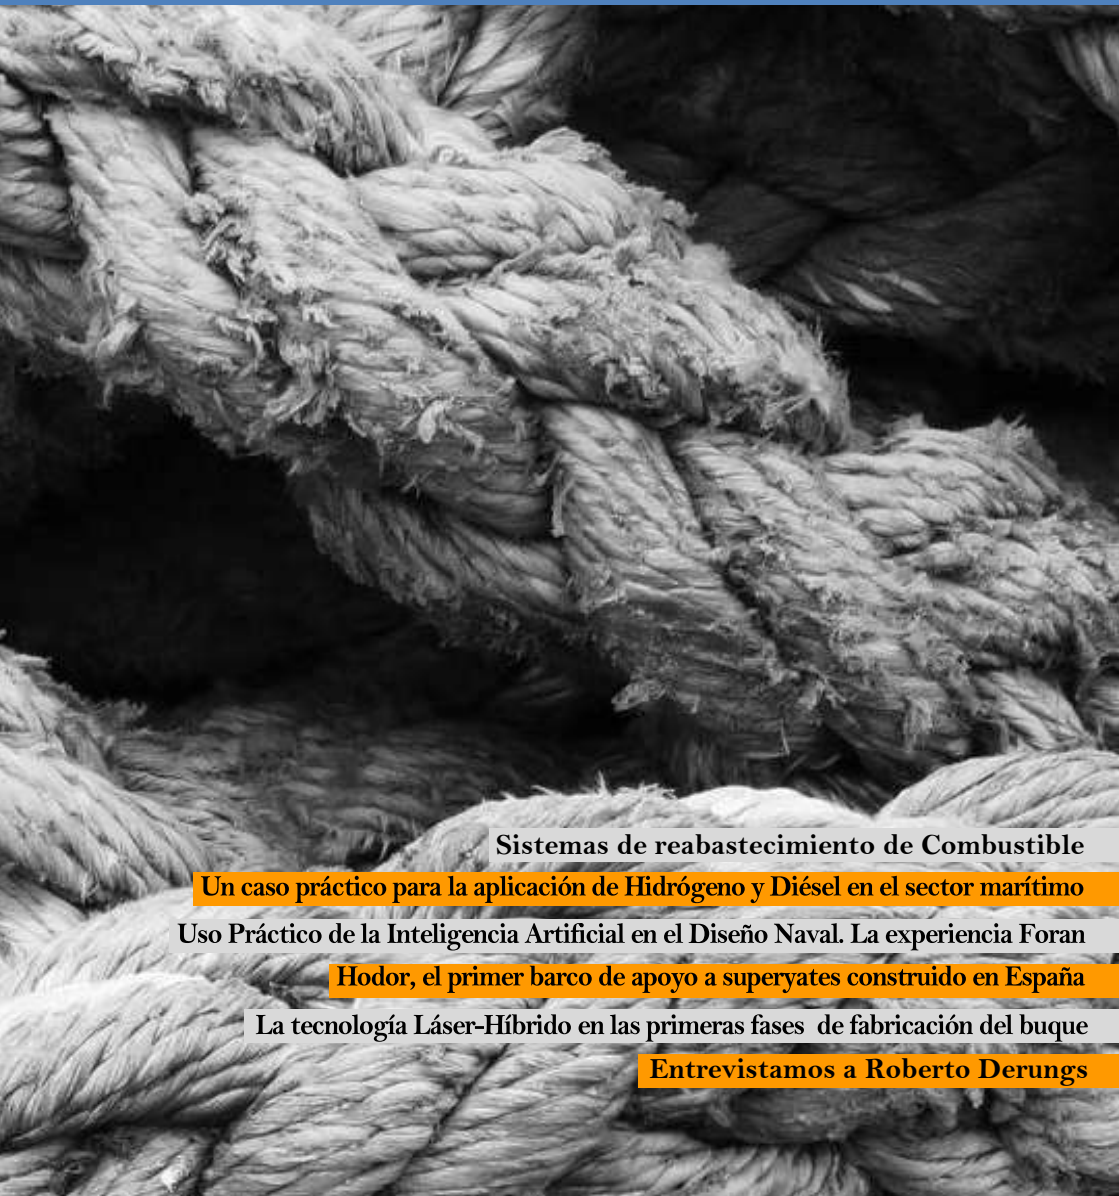 Sistemas de reabastecimiento de Combustible
Un caso práctico para la aplicación de Hidrógeno y Diésel en el sector marítimo
Uso Práctico de la Inteligencia Artificial en el Diseño Naval. La experiencia Foran
Hodor, el primer barco de apoyo a superyates construido en España
La tecnología Láser-Híbrido en las primeras fases de fabricación del buque
Entrevistamos a Roberto Derungs